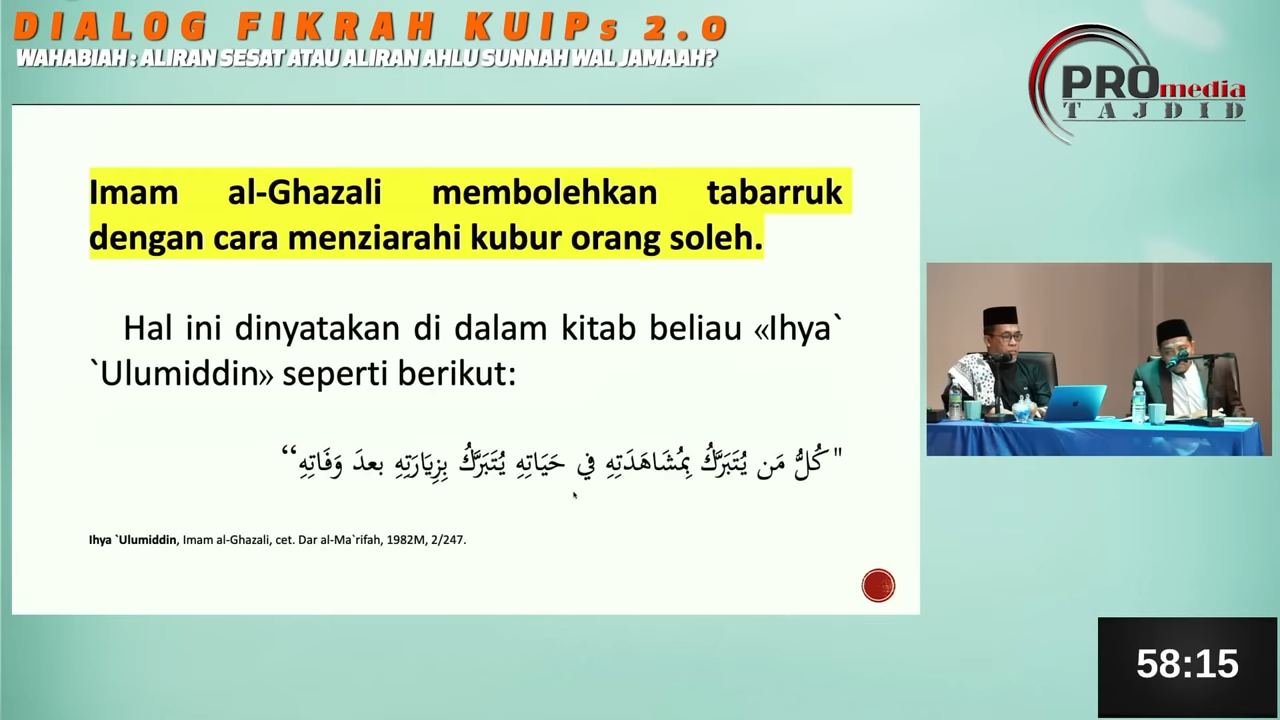 DIALOG FIKRAH KUIPs 2.0
WAHABIAH : ALIRAN SESAT ATAU ALIRAN AHLU SUNNAH WAL JAMAAH?
PROmedia
TAJDID
Imam al-Ghazali membolehkan tabarruk
dengan cara menziarahi kubur orang soleh.
Hal ini dinyatakan di dalam kitab beliau «Ihya`
`Ulumiddin» seperti berikut:
"كُلُّ مَن يُتَبَرَّكُ بِمُشَاهَدَتِهِ في حَيَاتِهِ يُتَبَرَّكُ بِزِيَارَتِهِ بعدَ وَفَاتِهِ“
Ihya `Ulumiddin, Imam al-Ghazali, cet. Dar al-Ma`rifah, 1982M, 2/247.
58:15